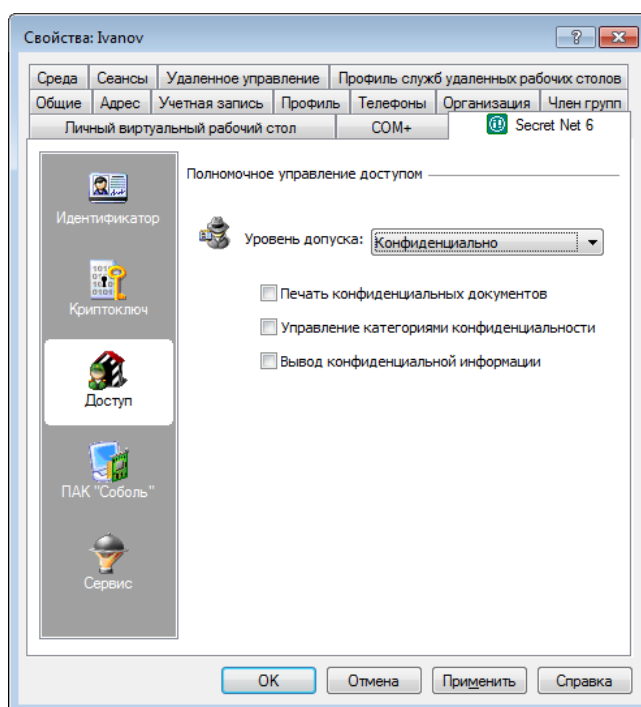 Свойства: Ivanov
Среда Сеансы Удаленное управление Профиль служб удаленных рабочих столов
Общие Адрес Учетная запись Профиль Телефоны Организация Член групп
Личный виртуальный рабочий стол COM+ Secret Net 6
Полномочное управление доступом
Идентификатор
Уровень допуска: Конфиденциально
Печать конфиденциальных документов
Криптоключ
Управление категориями конфиденциальности
Вывод конфиденциальной информации
Доступ
ПАК "Соболь"
Сервис
OK Отмена Применить Справка